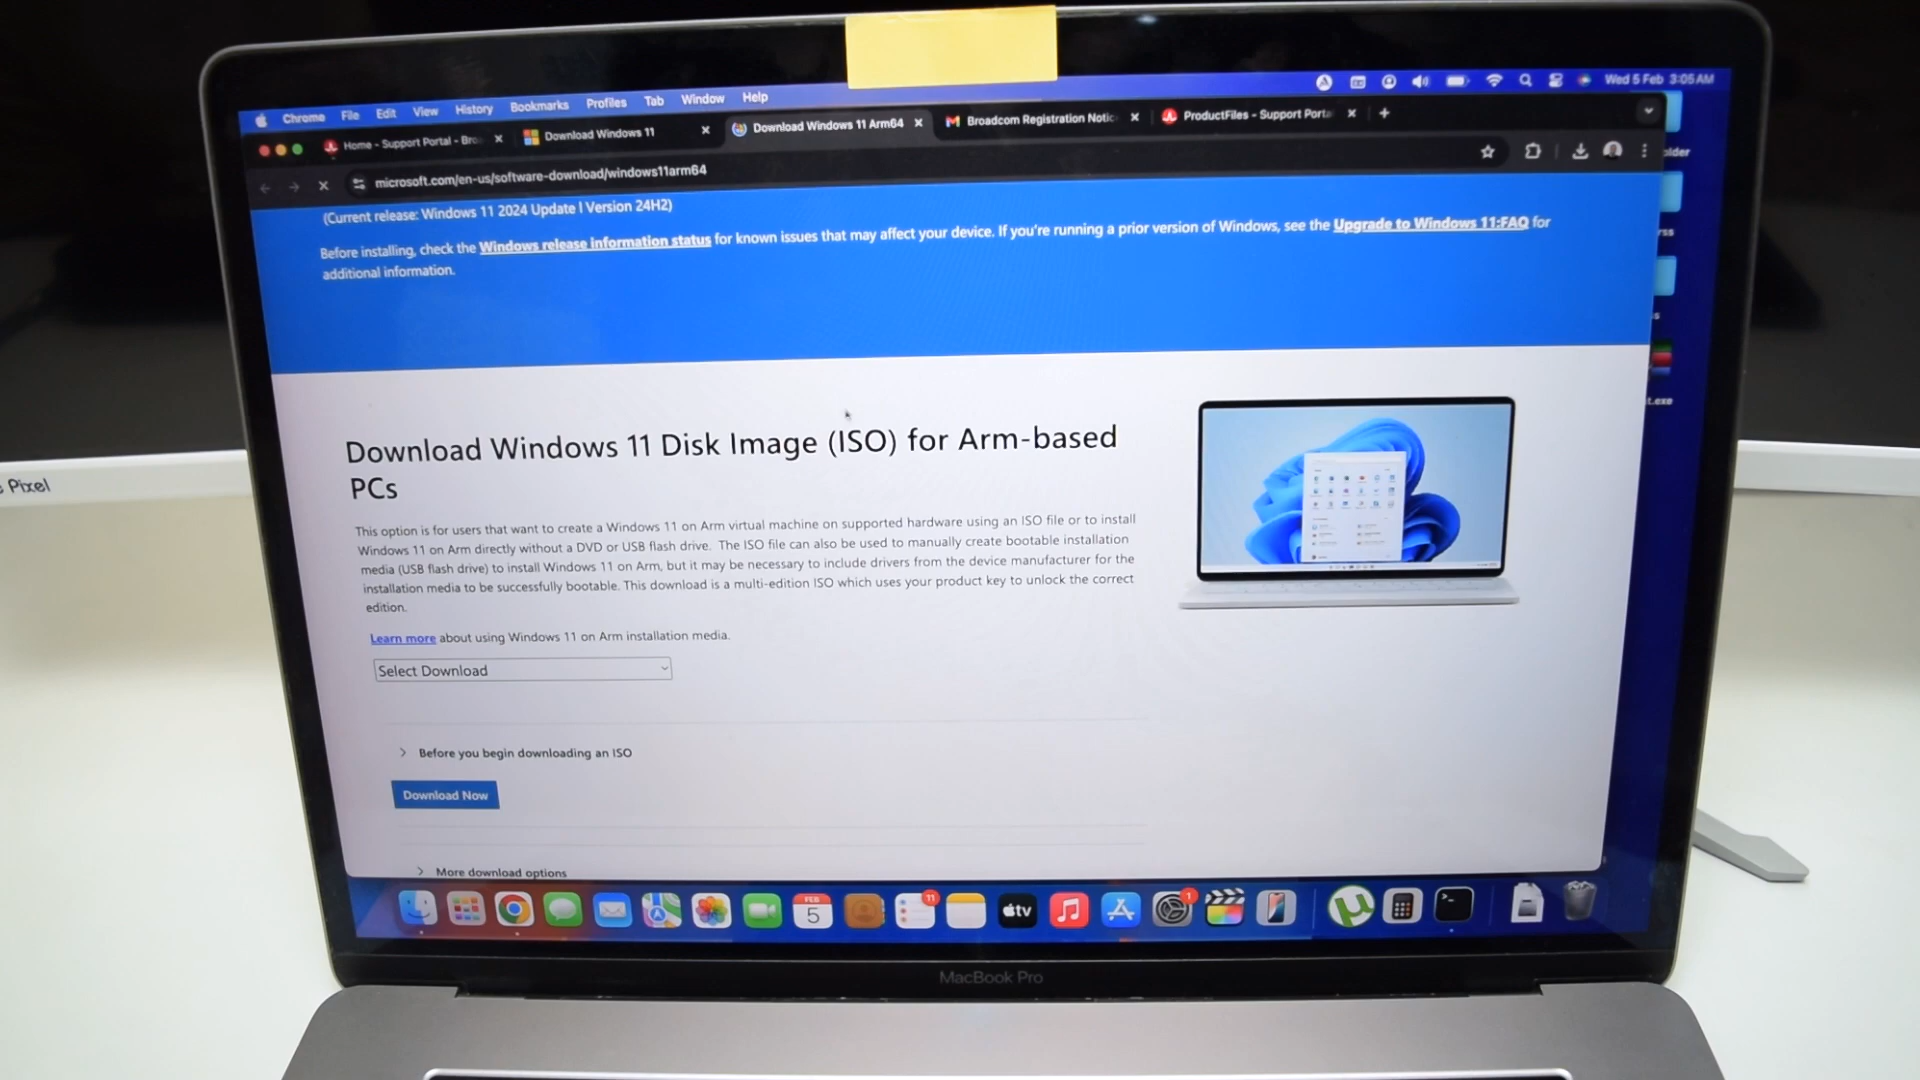 Chrome File Edit View History Bookmarks Profiles Tab Window Help
Wed 5 Feb 3:05 AM
Home - Support Portal - Bro
Download Windows 11
Download Windows 11 Arm64
Broadcom Registration Notic
ProductFiles - Support Porta
microsoft.com/en-us/software-download/windows11arm64
older
(Current release: Windows 11 2024 Update l Version 24H2)
Before installing, check the Windows release information status for known issues that may affect your device. If you're running a prior version of Windows, see the Upgrade to Windows 11:FAQ for
additional information.
rss
s
t.exe
Download Windows 11 Disk Image (ISO) for Arm-based
PCs
This option is for users that want to create a Windows 11 on Arm virtual machine on supported hardware using an ISO file or to install
Windows 11 on Arm directly without a DVD or USB flash drive. The ISO file can also be used to manually create bootable installation
media (USB flash drive) to install Windows 11 on Arm, but it may be necessary to include drivers from the device manufacturer for the
installation media to be successfully bootable. This download is a multi-edition ISO which uses your product key to unlock the correct
edition.
Learn more about using Windows 11 on Arm installation media.
Select Download
Before you begin downloading an ISO
Download Now
More download options
FEB
5
11
tv
1
MacBook Pro
Pixel